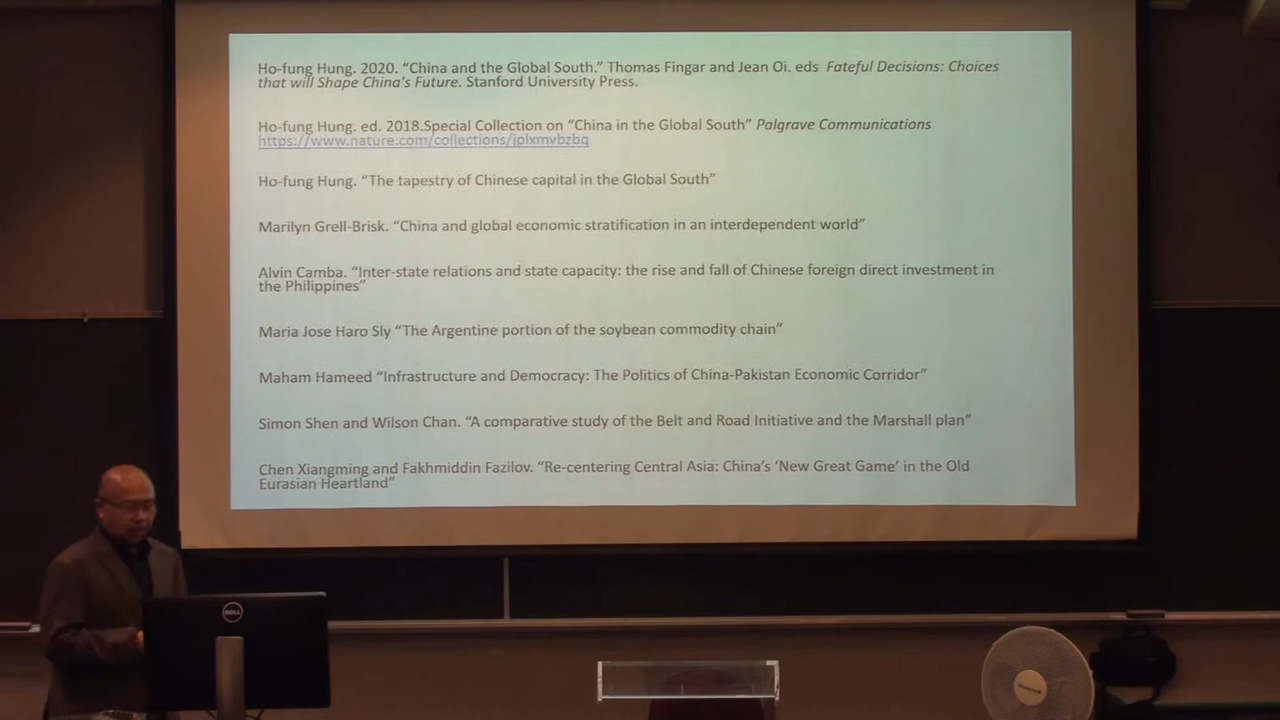 Ho-fung Hung. 2020. “China and the Global South.” Thomas Fingar and Jean Oi. eds Fateful Decisions: Choices
that will Shape China's Future. Stanford University Press.
Ho-fung Hung. ed. 2018.Special Collection on “China in the Global South” Palgrave Communications
https://www.nature.com/collections/jplxmvbzbq
Ho-fung Hung. “The tapestry of Chinese capital in the Global South”
Marilyn Grell-Brisk. “China and global economic stratification in an interdependent world”
Alvin Camba. “Inter-state relations and state capacity: the rise and fall of Chinese foreign direct investment in
the Philippines”
Maria Jose Haro Sly “The Argentine portion of the soybean commodity chain”
Maham Hameed “Infrastructure and Democracy: The Politics of China-Pakistan Economic Corridor”
Simon Shen and Wilson Chan. “A comparative study of the Belt and Road Initiative and the Marshall plan”
Chen Xiangming and Fakhmiddin Fazilov. “Re-centering Central Asia: China’s ‘New Great Game’ in the Old
Eurasian Heartland”
DELL
Honeywell